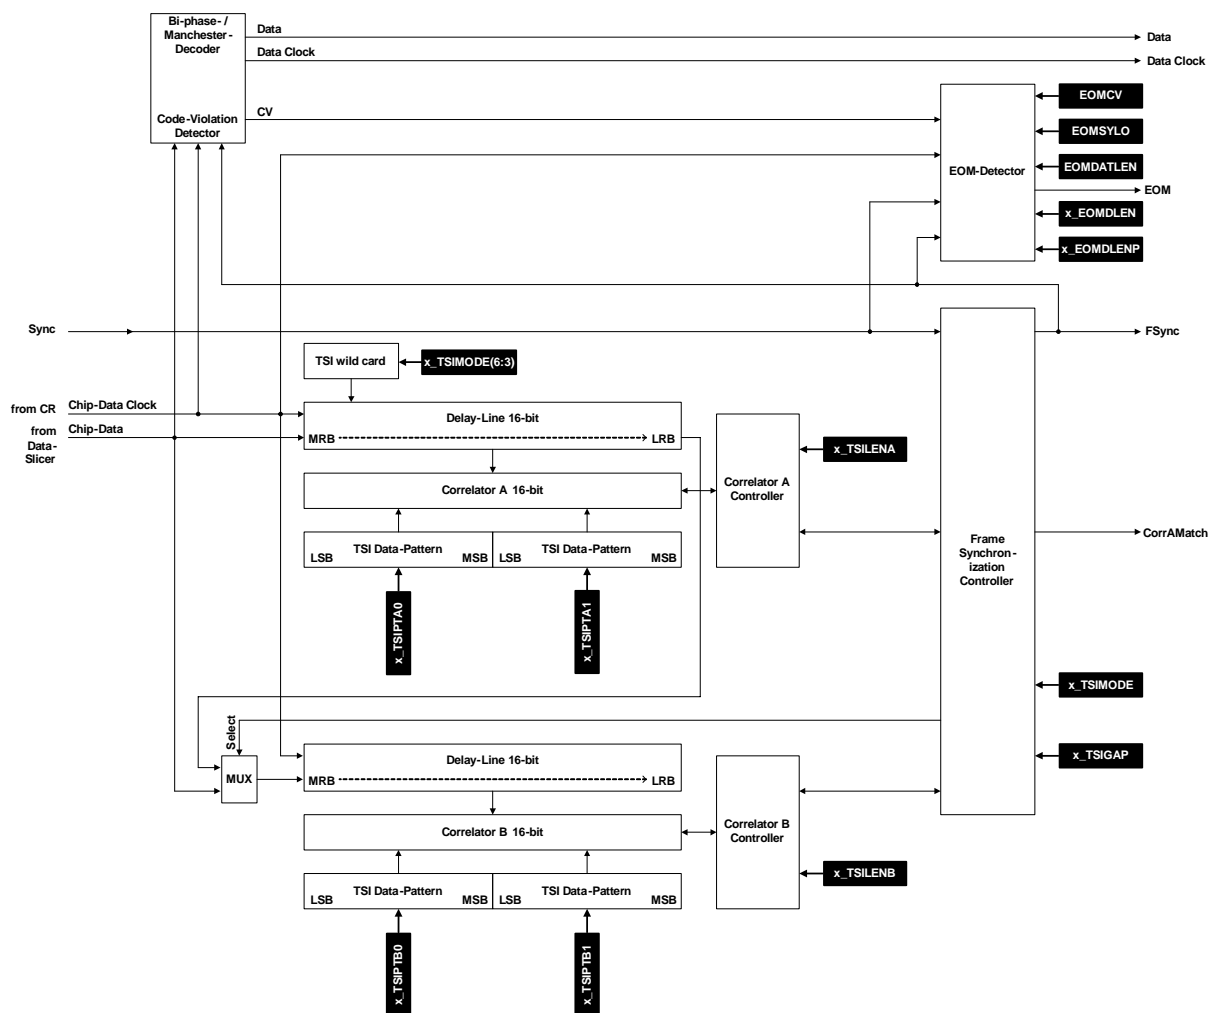 Bi-phase- /
Manchester-
Decoder
Data
Data
Data Clock
Data Clock
EOMCV
CV
Code-Violation
Detector
EOMSYLO
EOM-Detector
EOMDATLEN
EOM
x_EOMDLEN
x_EOMDLENP
Sync
FSync
TSI wild card
x_TSIMODE(6:3)
from CR
Chip-Data Clock
Delay-Line 16-bit
from
Data-
Slicer
Chip-Data
MRB
LRB
x_TSILENA
Correlator A 16-bit
Correlator A
Controller
Frame
Synchron-
ization
Controller
CorrAMatch
TSI Data-Pattern
LSB
MSB
TSI Data-Pattern
LSB
MSB
x_TSIPTA0
x_TSIPTA1
x_TSIMODE
Select
MUX
Delay-Line 16-bit
MRB
LRB
x_TSIGAP
Correlator B 16-bit
Correlator B
Controller
x_TSILENB
TSI Data-Pattern
LSB
MSB
TSI Data-Pattern
LSB
MSB
x_TSIPTB0
x_TSIPTB1